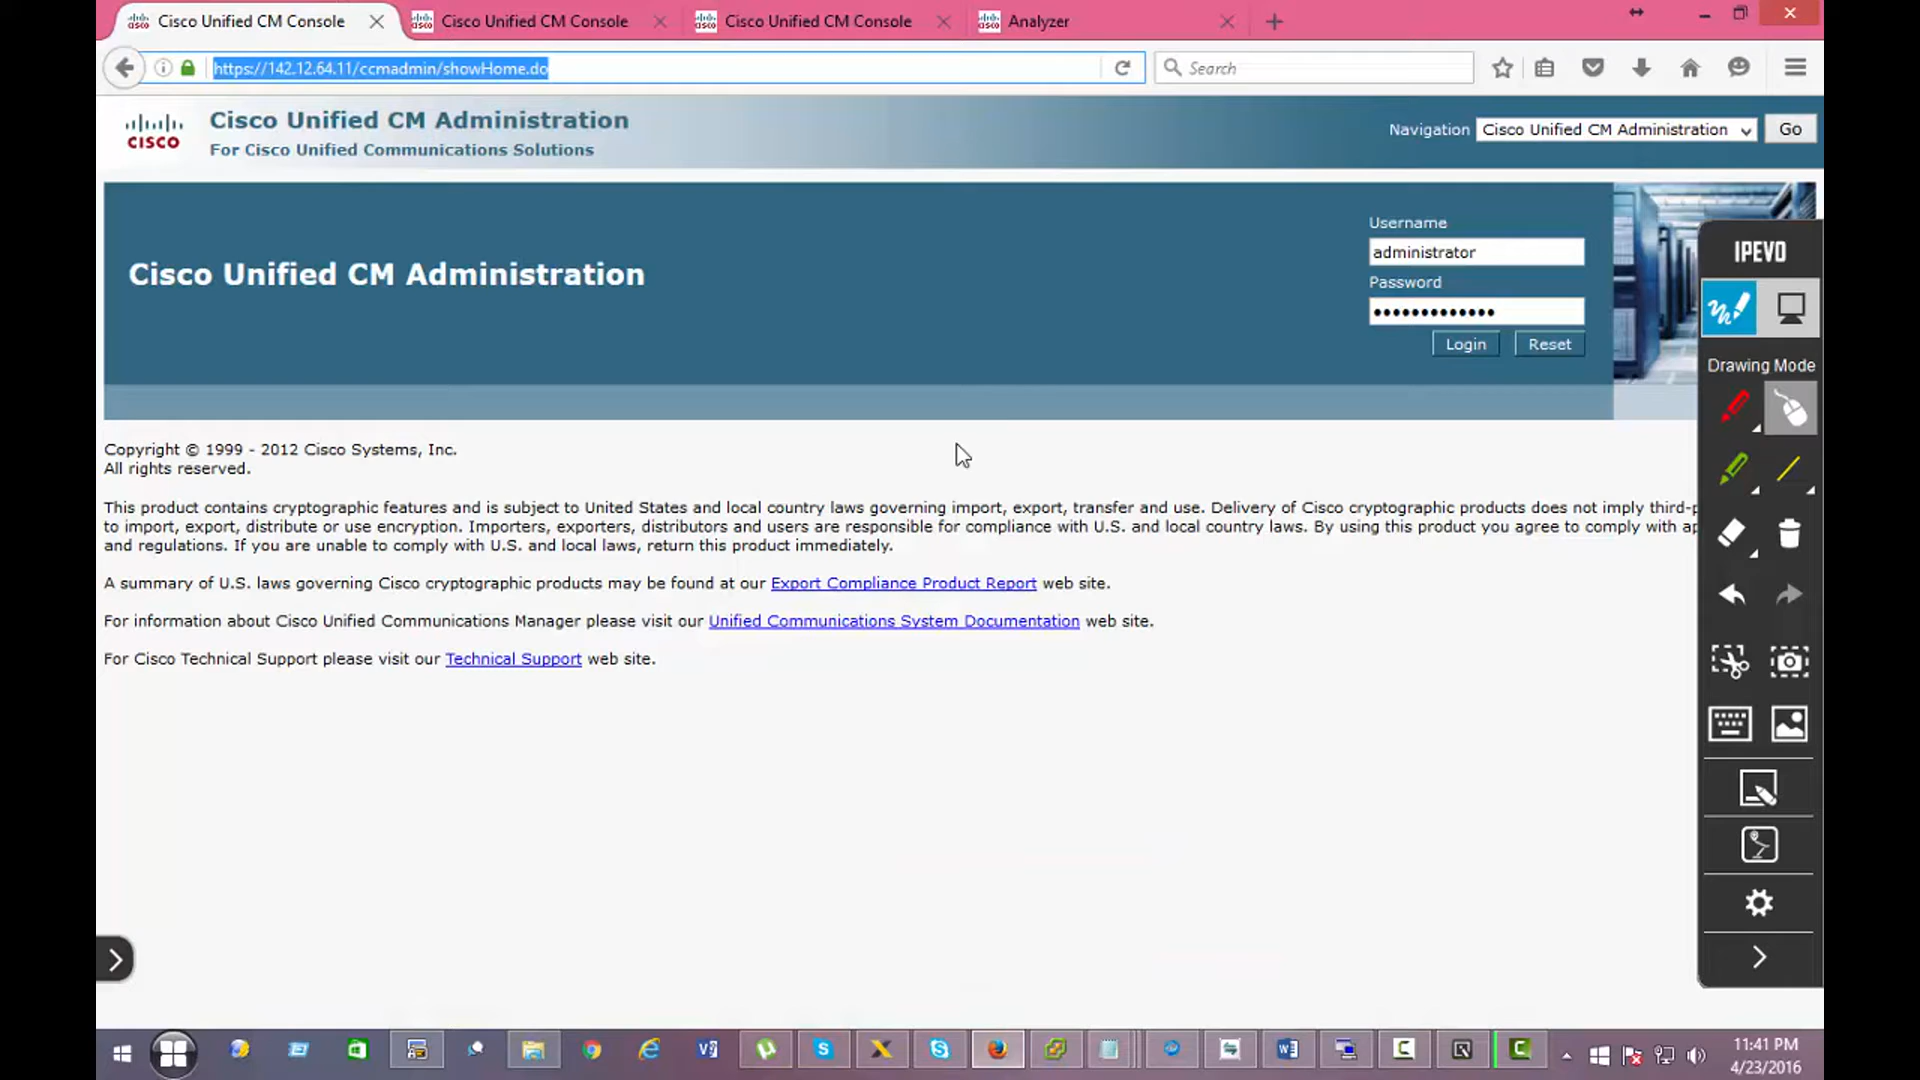 Cisco Unified CM Console
Cisco Unified CM Console
Cisco Unified CM Console
Analyzer
https://142.12.64.11/ccmadmin/showHome.do
Search
CISCO
Cisco Unified CM Administration
For Cisco Unified Communications Solutions
Navigation
Cisco Unified CM Administration
Go
Cisco Unified CM Administration
Username
administrator
Password
•••••••••••••
Login
Reset
IPEVO
Drawing Mode
Copyright © 1999 - 2012 Cisco Systems, Inc.
All rights reserved.
This product contains cryptographic features and is subject to United States and local country laws governing import, export, transfer and use. Delivery of Cisco cryptographic products does not imply third-p
to import, export, distribute or use encryption. Importers, exporters, distributors and users are responsible for compliance with U.S. and local country laws. By using this product you agree to comply with ap
and regulations. If you are unable to comply with U.S. and local laws, return this product immediately.
A summary of U.S. laws governing Cisco cryptographic products may be found at our Export Compliance Product Report web site.
For information about Cisco Unified Communications Manager please visit our Unified Communications System Documentation web site.
For Cisco Technical Support please visit our Technical Support web site.
11:41 PM
4/23/2016